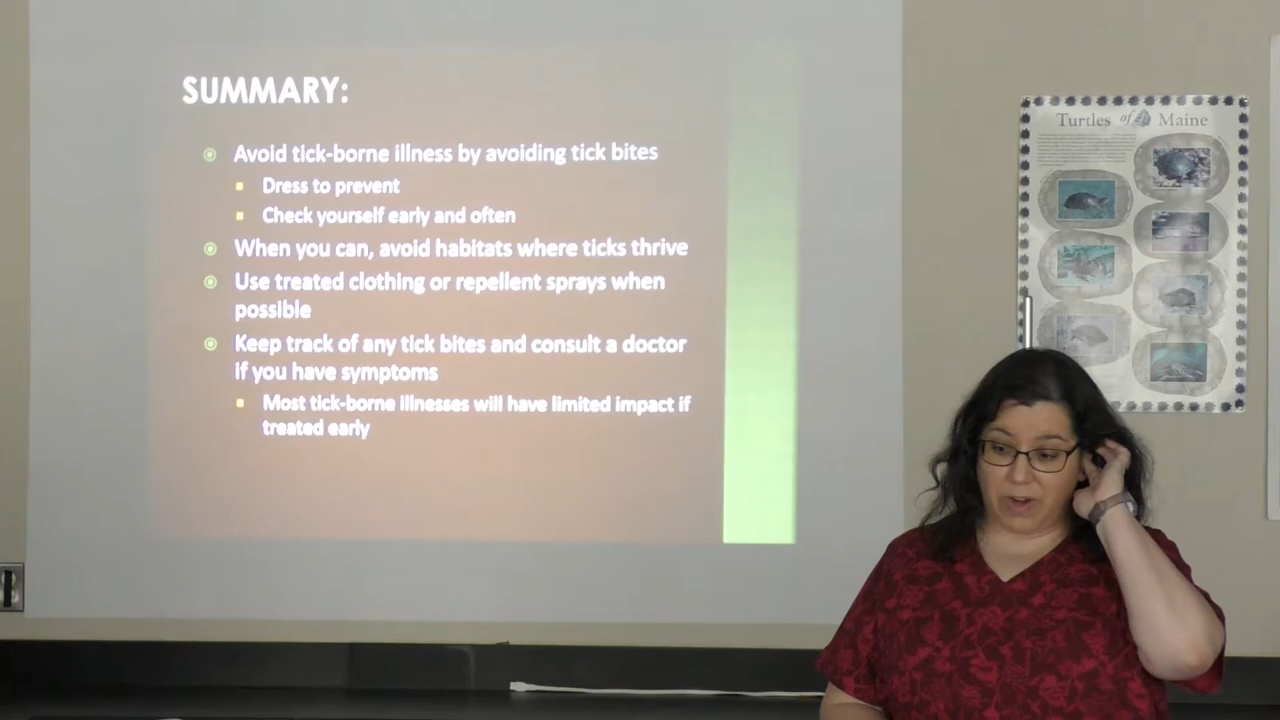 SUMMARY:
Avoid tick-borne illness by avoiding tick bites
Dress to prevent
Check yourself early and often
When you can, avoid habitats where ticks thrive
Use treated clothing or repellent sprays when
possible
Keep track of any tick bites and consult a doctor
if you have symptoms
Most tick-borne illnesses will have limited impact if
treated early
Turtles of Maine